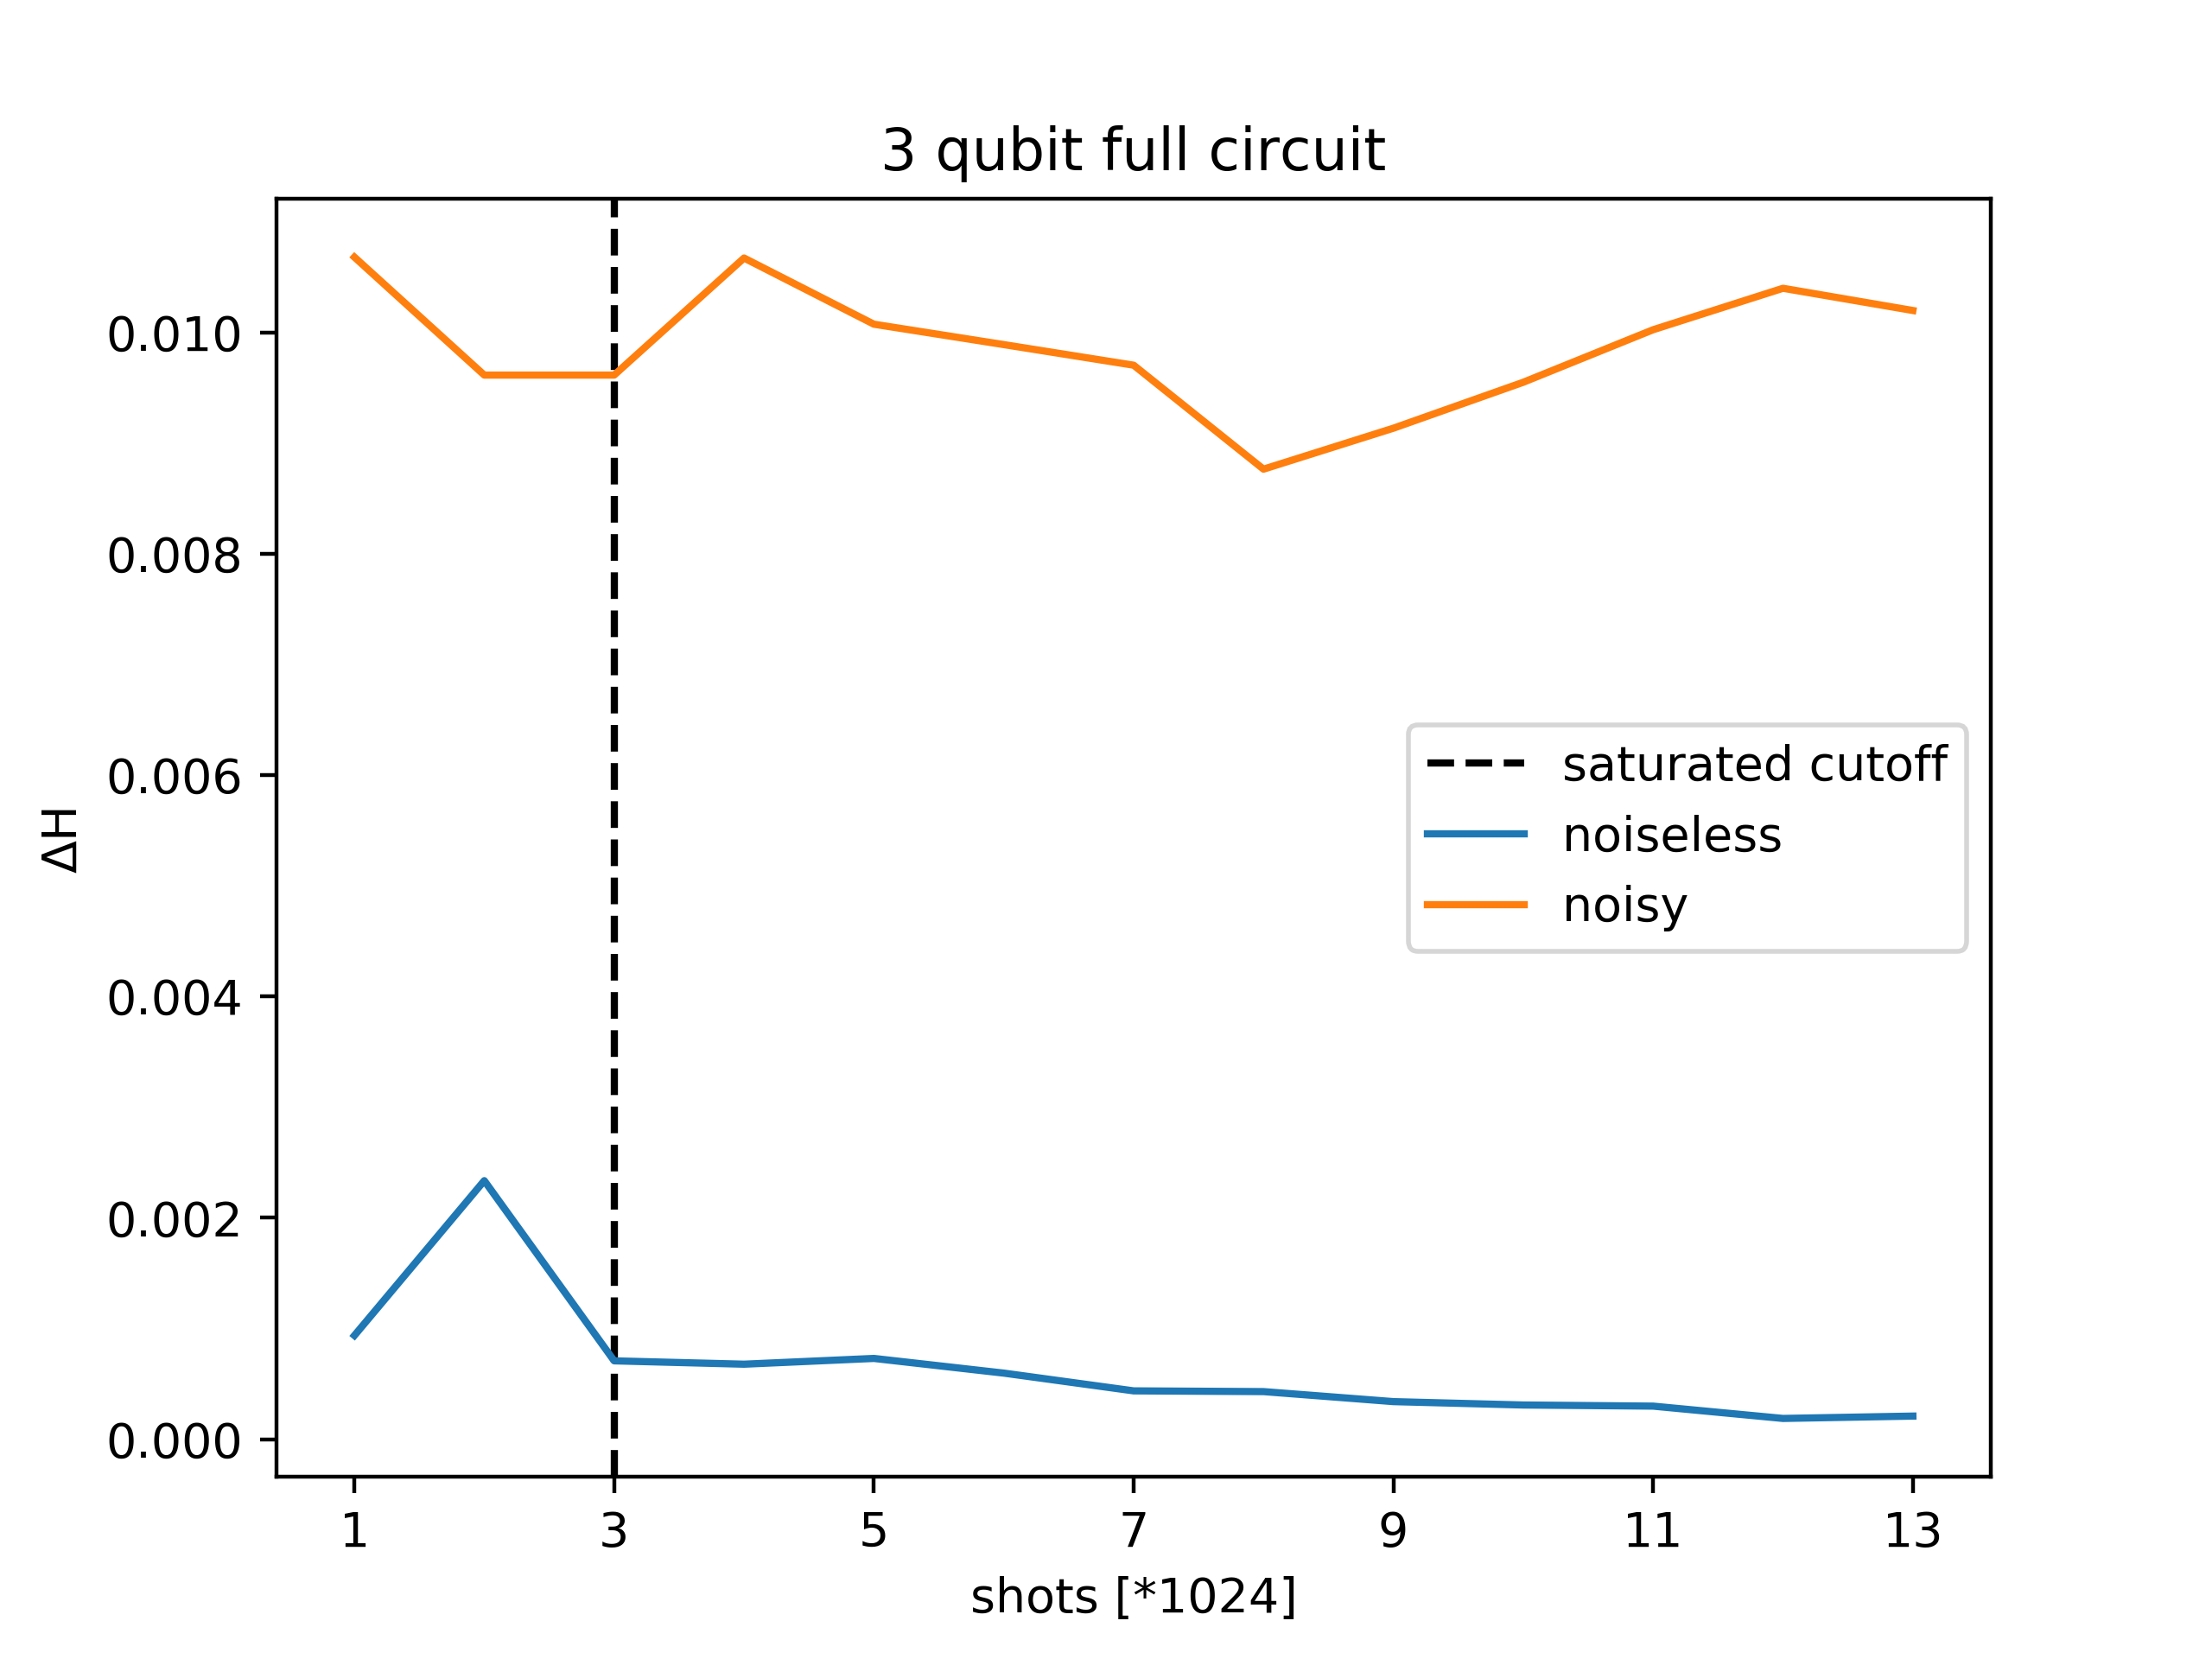 3 qubit full circuit
0.010
0.008
0.006
0.004
0.002
0.000
ΔH
saturated cutoff
noiseless
noisy
1 3 5 7 9 11 13
shots [*1024]